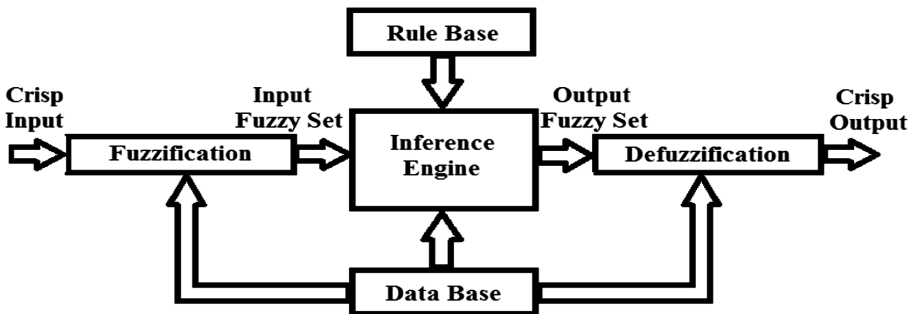 Rule Base
Crisp
Input
Input
Fuzzy Set
Output
Fuzzy Set
Crisp
Output
Fuzzification
Inference
Engine
Defuzzification
Data Base